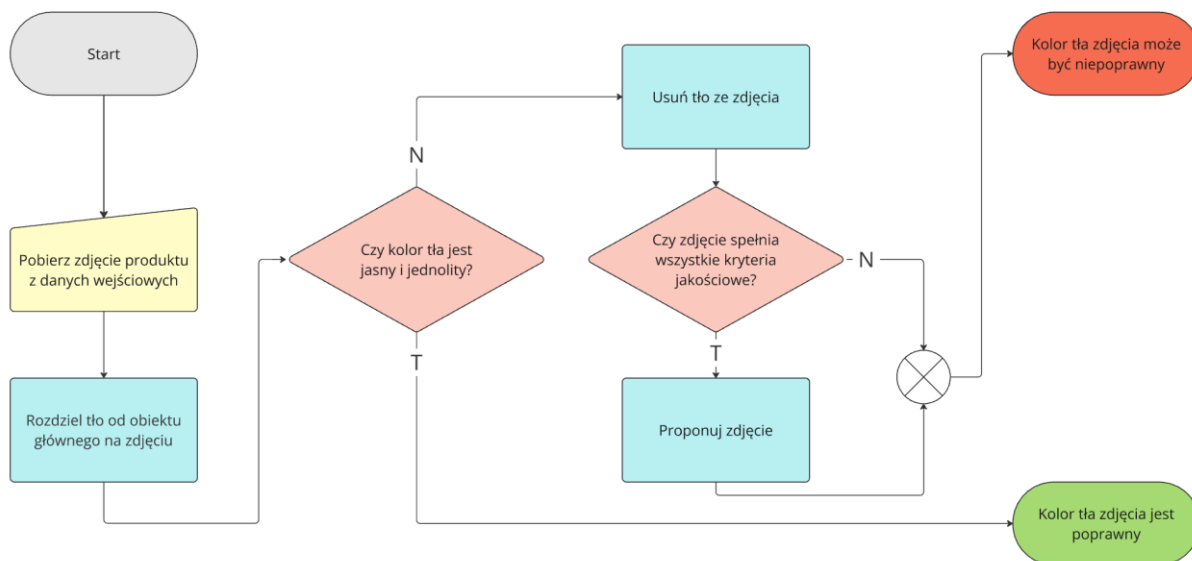 Start
Pobierz zdjęcie produktu
z danych wejściowych
Rozdziel tło od obiektu
głównego na zdjęciu
Czy kolor tła jest
jasny i jednolity?
N
T
Usuń tło ze zdjęcia
Czy zdjęcie spełnia
wszystkie kryteria
jakościowe?
N
T
Proponuj zdjęcie
Kolor tła zdjęcia może
być niepoprawny
Kolor tła zdjęcia jest
poprawny